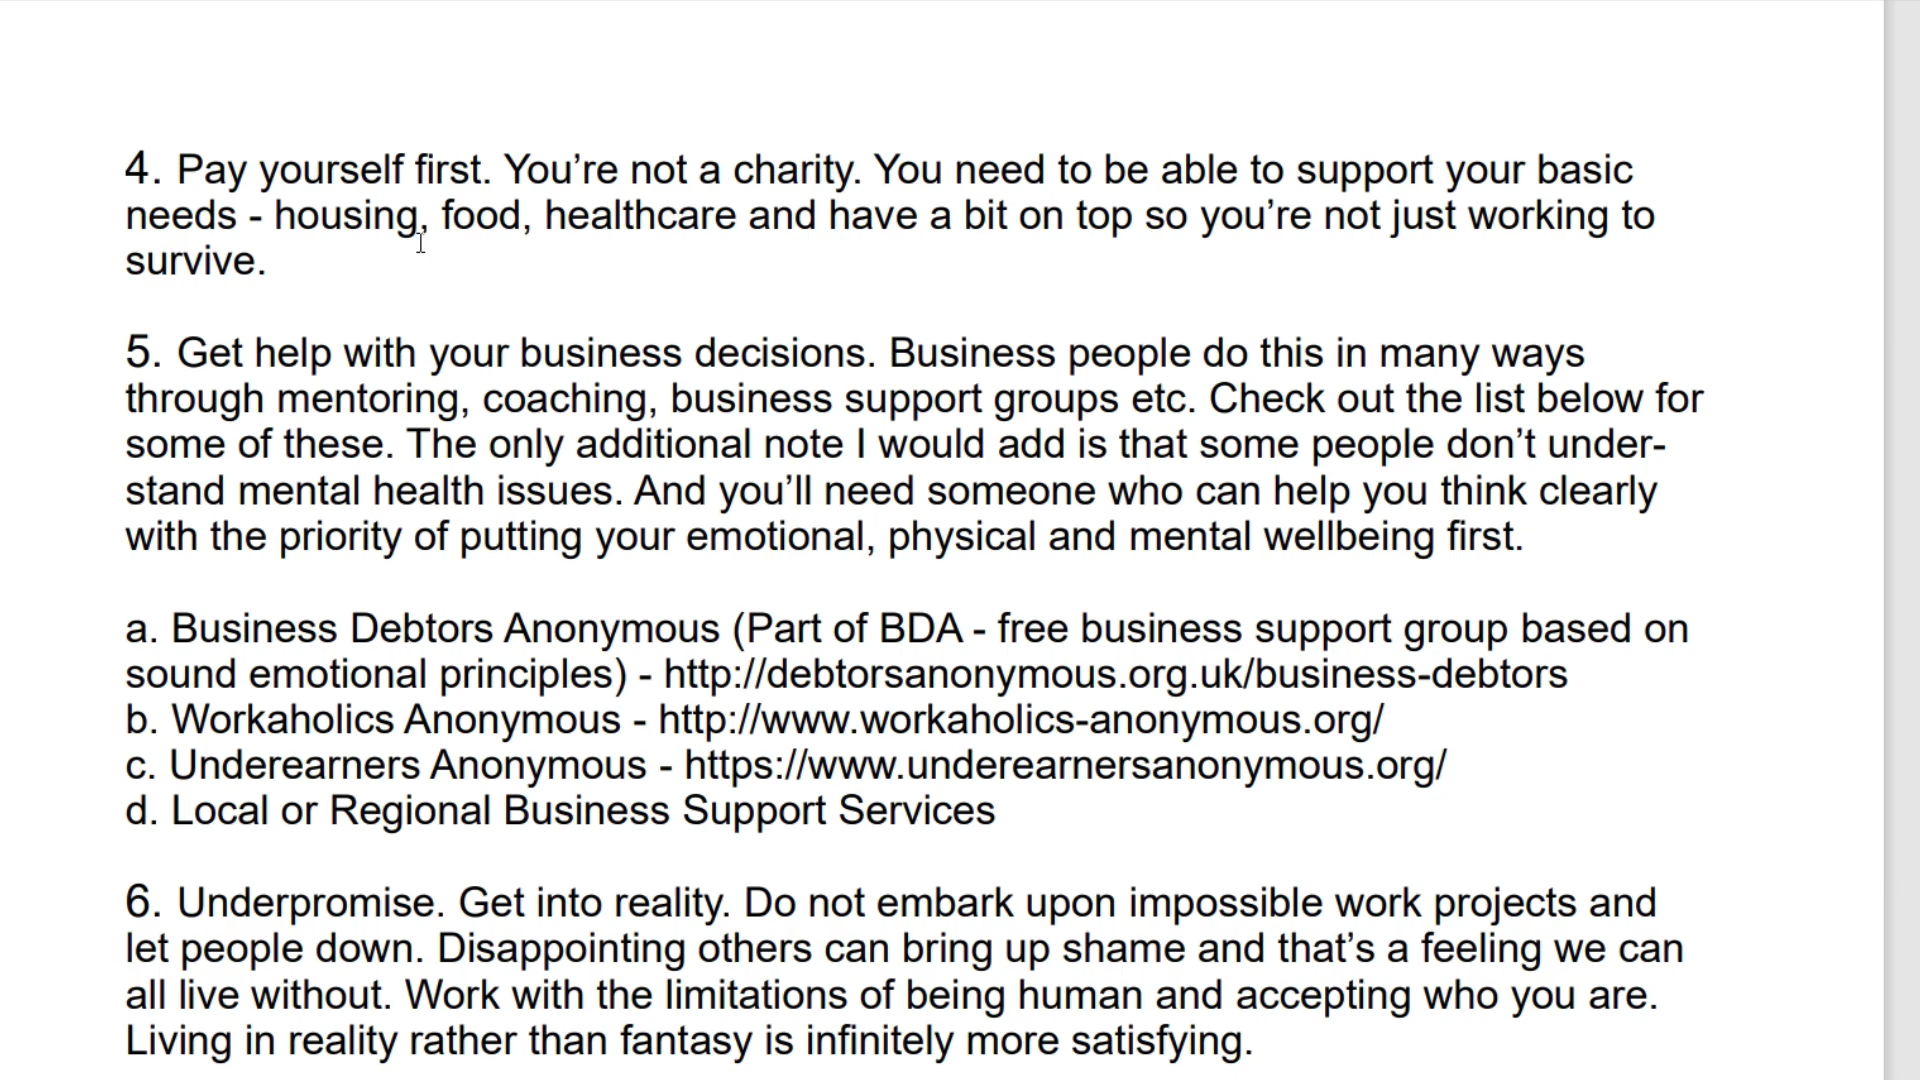 4. Pay yourself first. You’re not a charity. You need to be able to support your basic
needs - housing, food, healthcare and have a bit on top so you’re not just working to
survive.
5. Get help with your business decisions. Business people do this in many ways
through mentoring, coaching, business support groups etc. Check out the list below for
some of these. The only additional note I would add is that some people don’t under-
stand mental health issues. And you’ll need someone who can help you think clearly
with the priority of putting your emotional, physical and mental wellbeing first.
a. Business Debtors Anonymous (Part of BDA - free business support group based on
sound emotional principles) - http://debtorsanonymous.org.uk/business-debtors
b. Workaholics Anonymous - http://www.workaholics-anonymous.org/
c. Underearners Anonymous - https://www.underearnersanonymous.org/
d. Local or Regional Business Support Services
6. Underpromise. Get into reality. Do not embark upon impossible work projects and
let people down. Disappointing others can bring up shame and that’s a feeling we can
all live without. Work with the limitations of being human and accepting who you are.
Living in reality rather than fantasy is infinitely more satisfying.